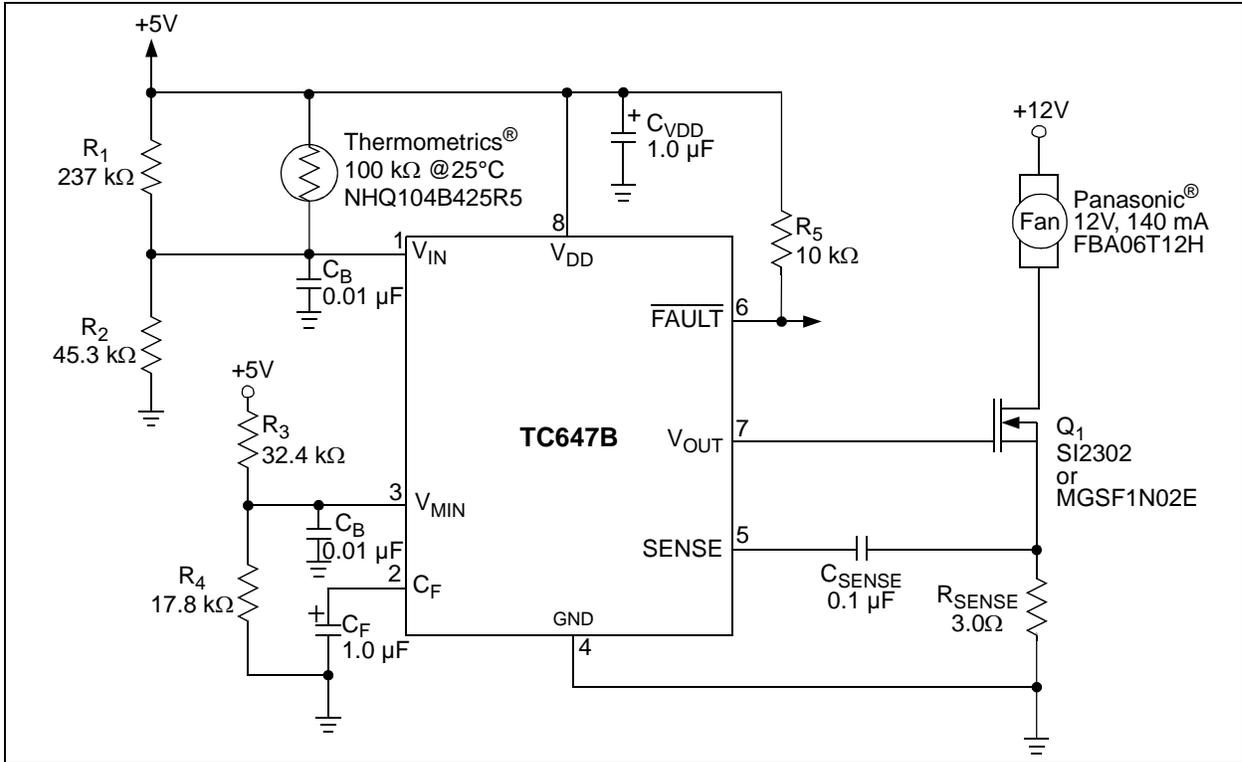 +5V
R1
237 kΩ
Thermometrics®
100 kΩ @25°C
NHQ104B425R5
+
CVDD
1.0 µF
+12V
Panasonic®
12V, 140 mA
FBA06T12H
Fan
R5
10 kΩ
8
VDD
1
VIN
CB
0.01 µF
R2
45.3 kΩ
6
FAULT
+5V
R3
32.4 kΩ
TC647B
7
VOUT
Q1
SI2302
or
MGSF1N02E
3
VMIN
CB
0.01 µF
5
SENSE
CSENSE
0.1 µF
RSENSE
3.0Ω
R4
17.8 kΩ
2
CF
+
CF
1.0 µF
GND
4